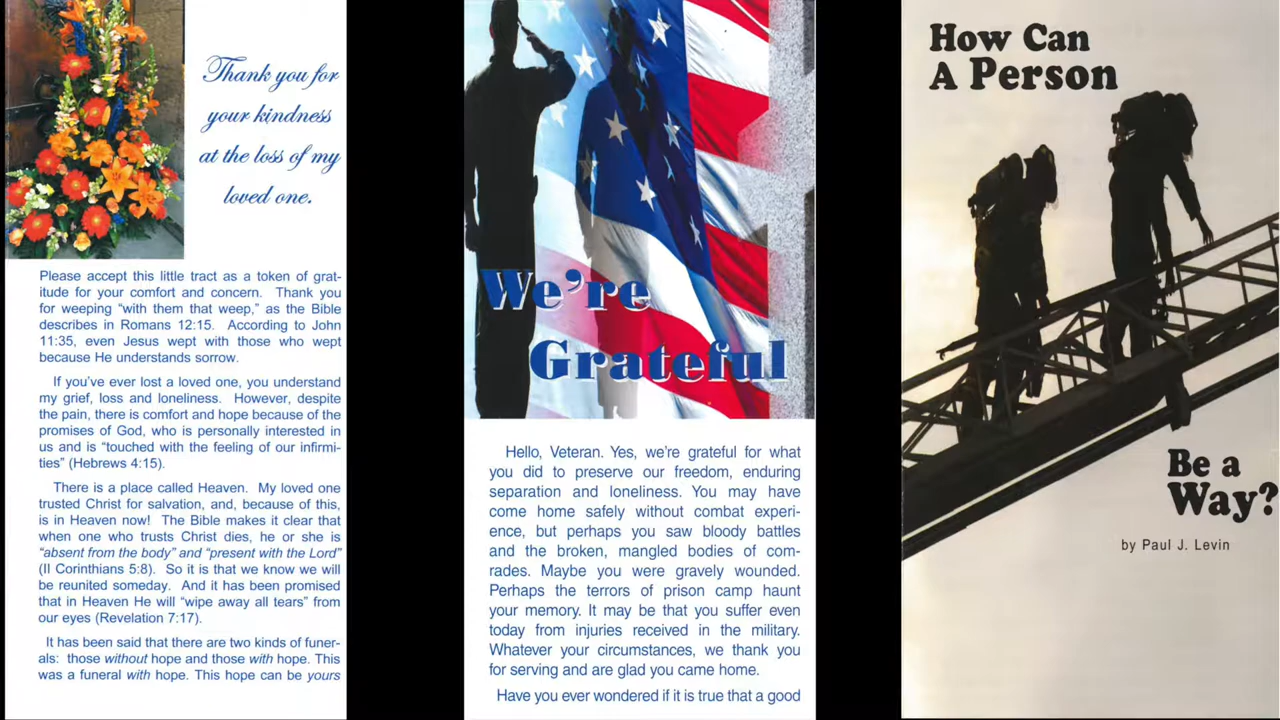 Thank you for
your kindness
at the loss of my
loved one.
Please accept this little tract as a token of grat-
itude for your comfort and concern. Thank you
for weeping “with them that weep,” as the Bible
describes in Romans 12:15. According to John
11:35, even Jesus wept with those who wept
because He understands sorrow.
If you’ve ever lost a loved one, you understand
my grief, loss and loneliness. However, despite
the pain, there is comfort and hope because of the
promises of God, who is personally interested in
us and is “touched with the feeling of our infirmi-
ties” (Hebrews 4:15).
There is a place called Heaven. My loved one
trusted Christ for salvation, and, because of this,
is in Heaven now! The Bible makes it clear that
when one who trusts Christ dies, he or she is
“absent from the body” and “present with the Lord”
(II Corinthians 5:8). So it is that we know we will
be reunited someday. And it has been promised
that in Heaven He will “wipe away all tears” from
our eyes (Revelation 7:17).
It has been said that there are two kinds of funer-
als: those without hope and those with hope. This
was a funeral with hope. This hope can be yours
We’re
Grateful
Hello, Veteran. Yes, we’re grateful for what
you did to preserve our freedom, enduring
separation and loneliness. You may have
come home safely without combat experi-
ence, but perhaps you saw bloody battles
and the broken, mangled bodies of com-
rades. Maybe you were gravely wounded.
Perhaps the terrors of prison camp haunt
your memory. It may be that you suffer even
today from injuries received in the military.
Whatever your circumstances, we thank you
for serving and are glad you came home.
Have you ever wondered if it is true that a good
How Can
A Person
Be a
Way?
by Paul J. Levin